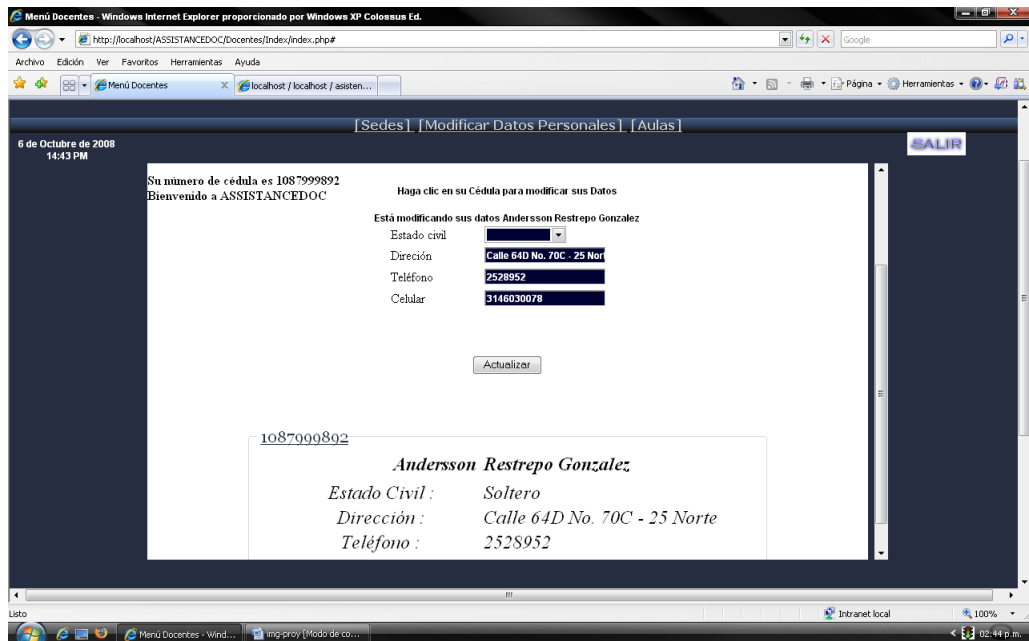 Menú Docentes - Windows Internet Explorer proporcionado por Windows XP Colossus Ed.
http://localhost/ASSISTANCEDOC/Docentes/Index/index.php#
Google
Archivo Edición Ver Favoritos Herramientas Ayuda
Menú Docentes
localhost / localhost / asisten...
Página
Herramientas
[Sedes] [Modificar Datos Personales] [Aulas]
6 de Octubre de 2008
14:43 PM
SALIR
Su número de cédula es 1087999892
Bienvenido a ASSISTANCEDOC
Haga clic en su Cédula para modificar sus Datos
Está modificando sus datos Andersson Restrepo Gonzalez
Estado civil
Direción Calle 64D No. 70C - 25 Nort
Teléfono 2528952
Celular 3146030078
Actualizar
1087999892
Andersson Restrepo Gonzalez
Estado Civil : Soltero
Dirección : Calle 64D No. 70C - 25 Norte
Teléfono : 2528952
Listo
Intranet local
100%
Menú Docentes - Wind...
img-proy [Modo de co...
02:44 p.m.